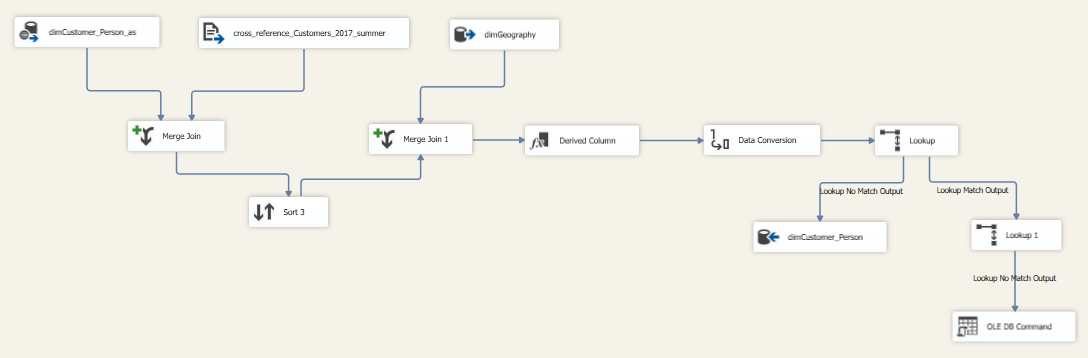 dimCustomer_Person_as
cross_reference_Customers_2017_summer
dimGeography
Merge Join
Merge Join 1
Derived Column
Data Conversion
Lookup
Lookup No Match Output
Lookup Match Output
Sort 3
dimCustomer_Person
Lookup 1
Lookup No Match Output
OLE DB Command